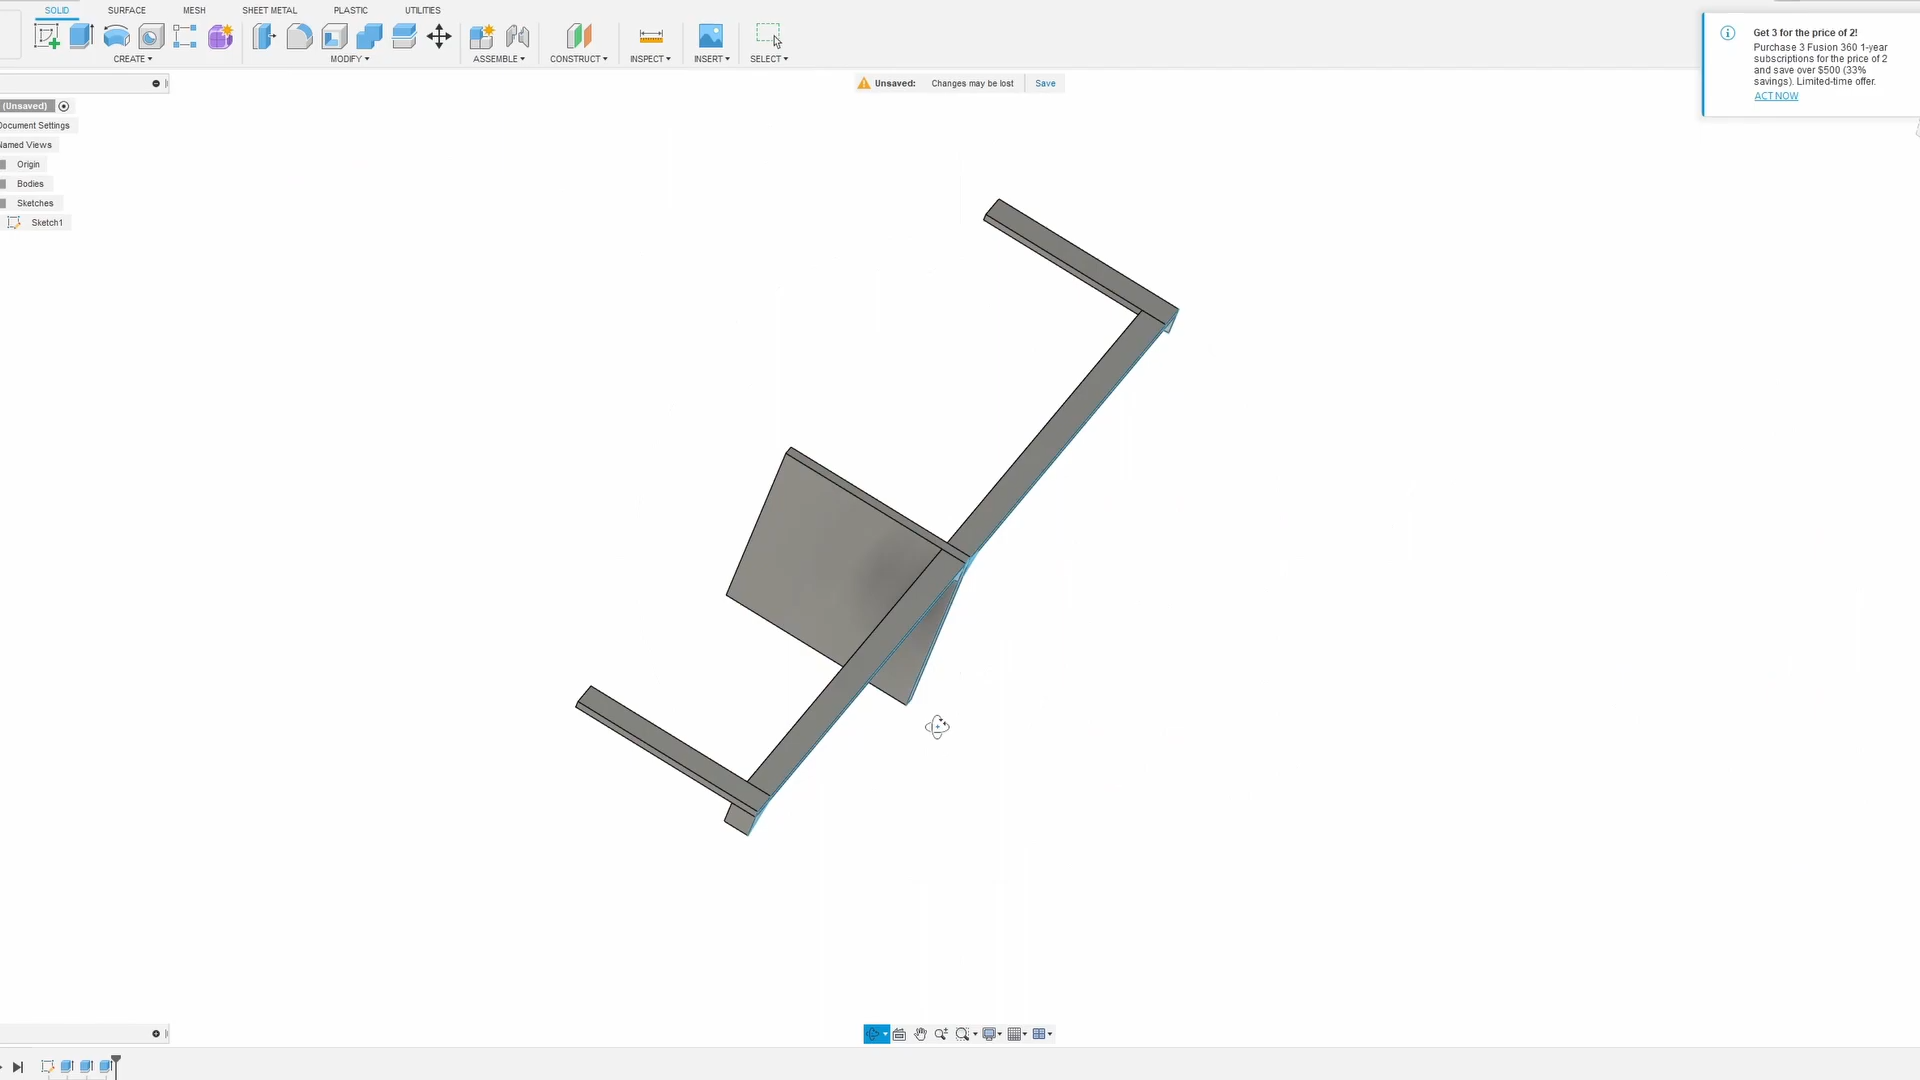 SOLID SURFACE MESH SHEET METAL PLASTIC UTILITIES
CREATE MODIFY ASSEMBLE CONSTRUCT INSPECT INSERT SELECT
Get 3 for the price of 2!
Purchase 3 Fusion 360 1-year
subscriptions for the price of 2
and save over $500 (33%
savings). Limited-time offer.
ACT NOW
Unsaved: Changes may be lost Save
(Unsaved)
Document Settings
Named Views
Origin
Bodies
Sketches
Sketch1